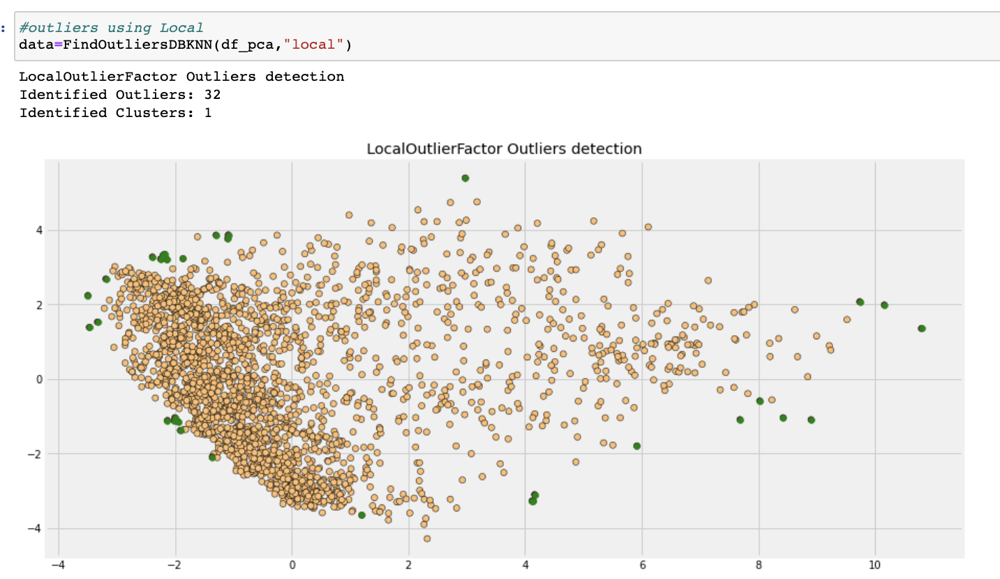 :
#outliers using Local
data=FindOutliersDBKNN(df_pca,"local")
LocalOutlierFactor Outliers detection
Identified Outliers: 32
Identified Clusters: 1
LocalOutlierFactor Outliers detection
4
2
0
−2
−4
−4 −2 0 2 4 6 8 10